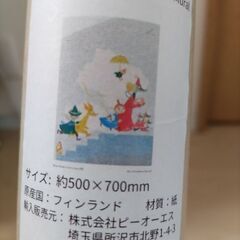 サイズ: 約500×700mm
原産国: フィンランド 材質: 紙
輸入販売元: 株式会社ピーオーエス
埼玉県所沢市北野1-4-3